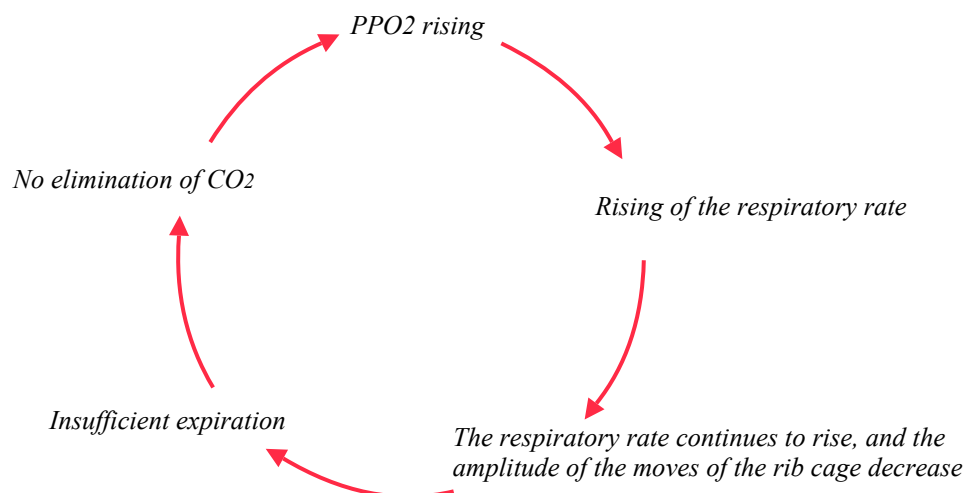 PPO2 rising
Rising of the respiratory rate
The respiratory rate continues to rise, and the
amplitude of the moves of the rib cage decrease
Insufficient expiration
No elimination of CO2